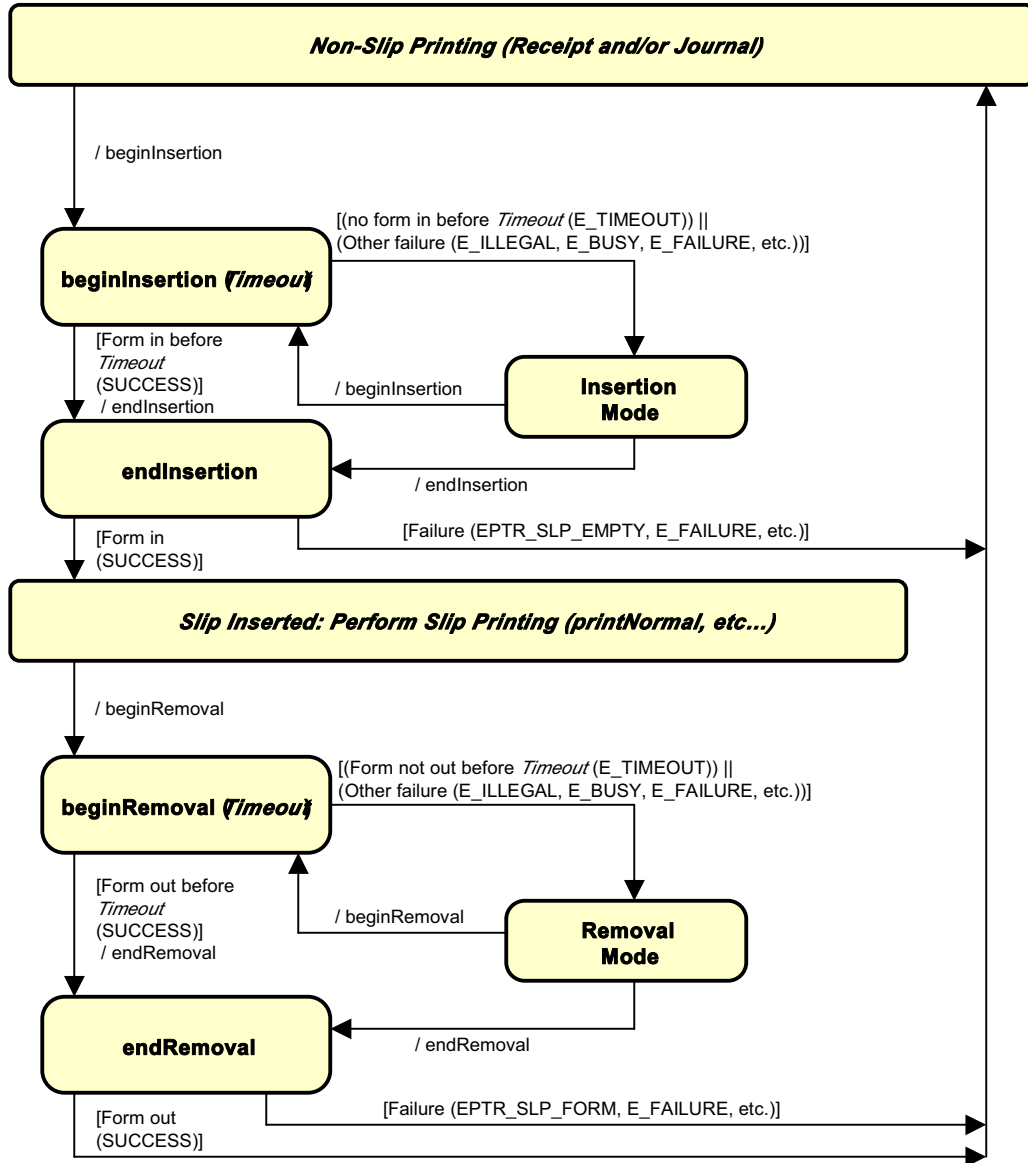 Non-Slip Printing (Receipt and/or Journal)
/ beginInsertion
[(no form in before Timeout (E_TIMEOUT)) ||
(Other failure (E_ILLEGAL, E_BUSY, E_FAILURE, etc.))]
beginInsertion (Timeout)
[Form in before
Timeout
(SUCCESS)]
/ endInsertion
/ beginInsertion
Insertion
Mode
endInsertion
/ endInsertion
[Form in
(SUCCESS)]
[Failure (EPTR_SLP_EMPTY, E_FAILURE, etc.)]
Slip Inserted: Perform Slip Printing (printNormal, etc...)
/ beginRemoval
[(Form not out before Timeout (E_TIMEOUT)) ||
(Other failure (E_ILLEGAL, E_BUSY, E_FAILURE, etc.))]
beginRemoval (Timeout)
[Form out before
Timeout
(SUCCESS)]
/ endRemoval
/ beginRemoval
Removal
Mode
endRemoval
/ endRemoval
[Form out
(SUCCESS)]
[Failure (EPTR_SLP_FORM, E_FAILURE, etc.)]